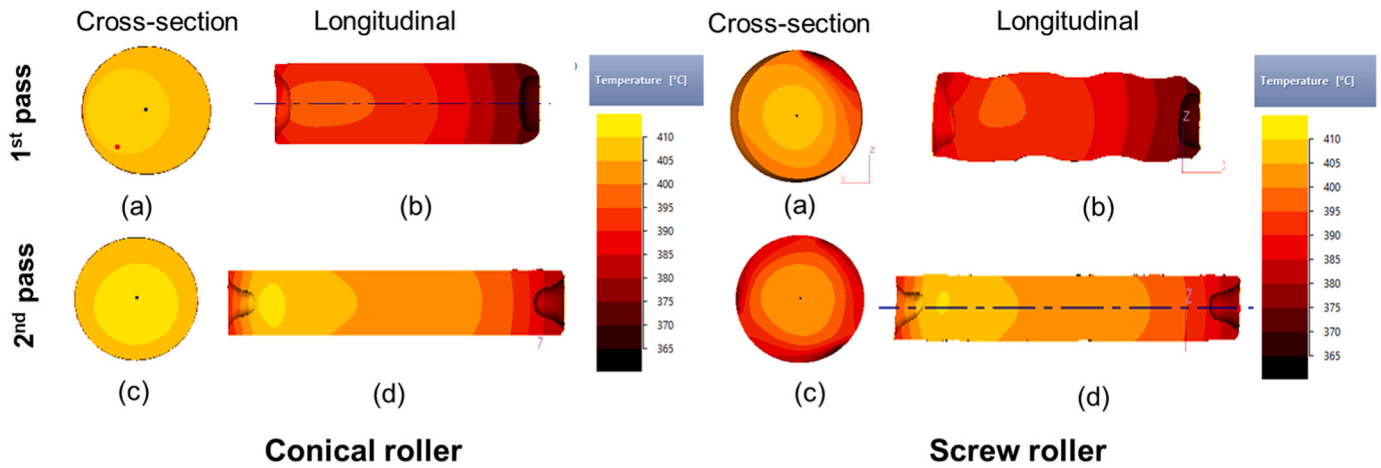 Cross-section Longitudinal
Cross-section Longitudinal
1st pass
Temperature [°C]
410
405
400
395
390
385
380
375
370
365
(a) (b)
Z
Y
Z
(a) (b)
Temperature [°C]
410
405
400
395
390
385
380
375
370
365
2nd pass
(c) (d)
Z
(c) (d)
Conical roller
Screw roller